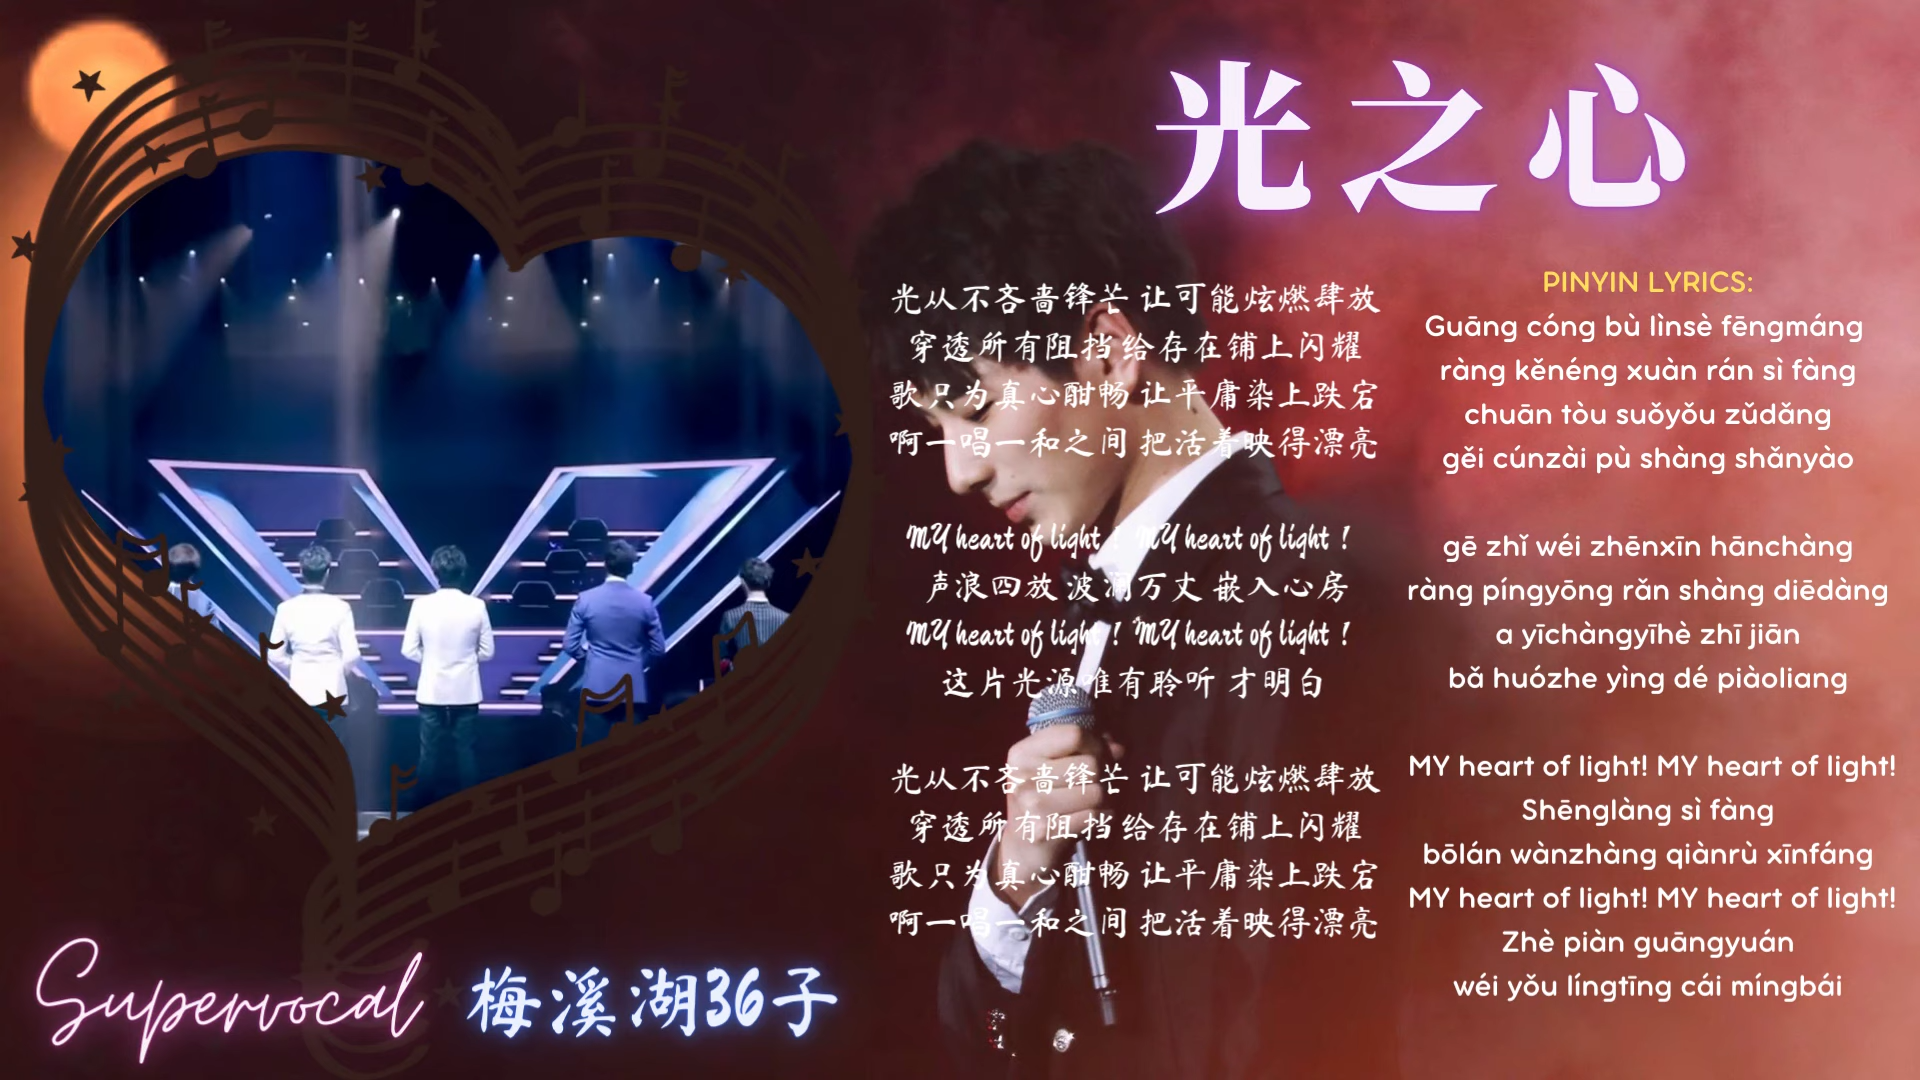 光之心
光从不吝啬锋芒 让可能炫燃肆放
穿透所有阻挡 给存在铺上闪耀
歌只为真心酣畅 让平庸染上跌宕
啊一唱一和之间 把活着映得漂亮
MY heart of light ! MY heart of light !
声浪四放 波澜万丈 嵌入心房
MY heart of light ! MY heart of light !
这片光源唯有聆听 才明白
光从不吝啬锋芒 让可能炫燃肆放
穿透所有阻挡 给存在铺上闪耀
歌只为真心酣畅 让平庸染上跌宕
啊一唱一和之间 把活着映得漂亮
PINYIN LYRICS:
Guāng cóng bù lìnsè fēngmáng
ràng kěnéng xuàn rán sì fàng
chuān tòu suǒyǒu zǔdǎng
gěi cúnzài pù shàng shǎnyào
gē zhǐ wéi zhēnxīn hānchàng
ràng píngyōng rǎn shàng diēdàng
a yīchàngyīhè zhī jiān
bǎ huózhe yìng dé piàoliang
MY heart of light! MY heart of light!
Shēnglàng sì fàng
bōlán wànzhàng qiànrù xīnfáng
MY heart of light! MY heart of light!
Zhè piàn guāngyuán
wéi yǒu língtīng cái míngbái
Supervocal 梅溪湖36子